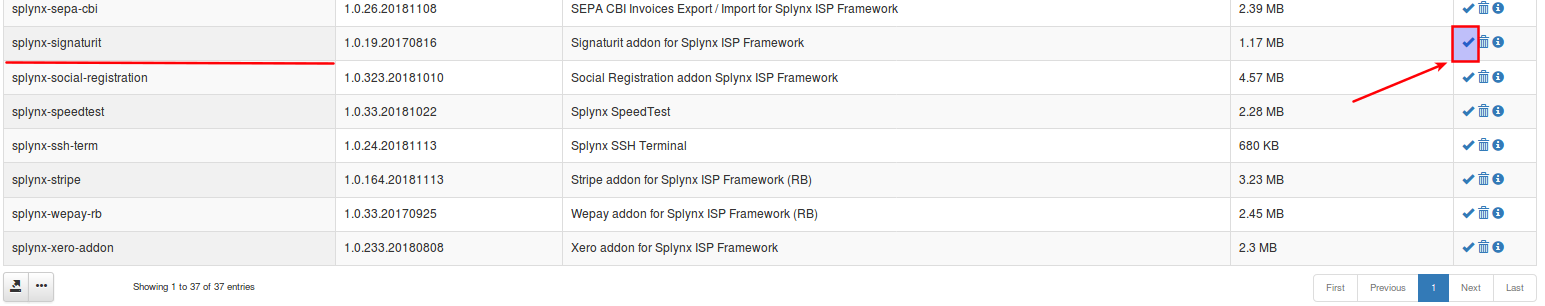 splynx-sepa-cbi 1.0.26.20181108 SEPA CBI Invoices Export / Import for Splynx ISP Framework 2.39 MB
splynx-signaturit 1.0.19.20170816 Signaturit addon for Splynx ISP Framework 1.17 MB
splynx-social-registration 1.0.323.20181010 Social Registration addon Splynx ISP Framework 4.57 MB
splynx-speedtest 1.0.33.20181022 Splynx SpeedTest 2.28 MB
splynx-ssh-term 1.0.24.20181113 Splynx SSH Terminal 680 KB
splynx-stripe 1.0.164.20181113 Stripe addon for Splynx ISP Framework (RB) 3.23 MB
splynx-wepay-rb 1.0.33.20170925 Wepay addon for Splynx ISP Framework (RB) 2.45 MB
splynx-xero-addon 1.0.233.20180808 Xero addon for Splynx ISP Framework 2.3 MB
Showing 1 to 37 of 37 entries First Previous 1 Next Last